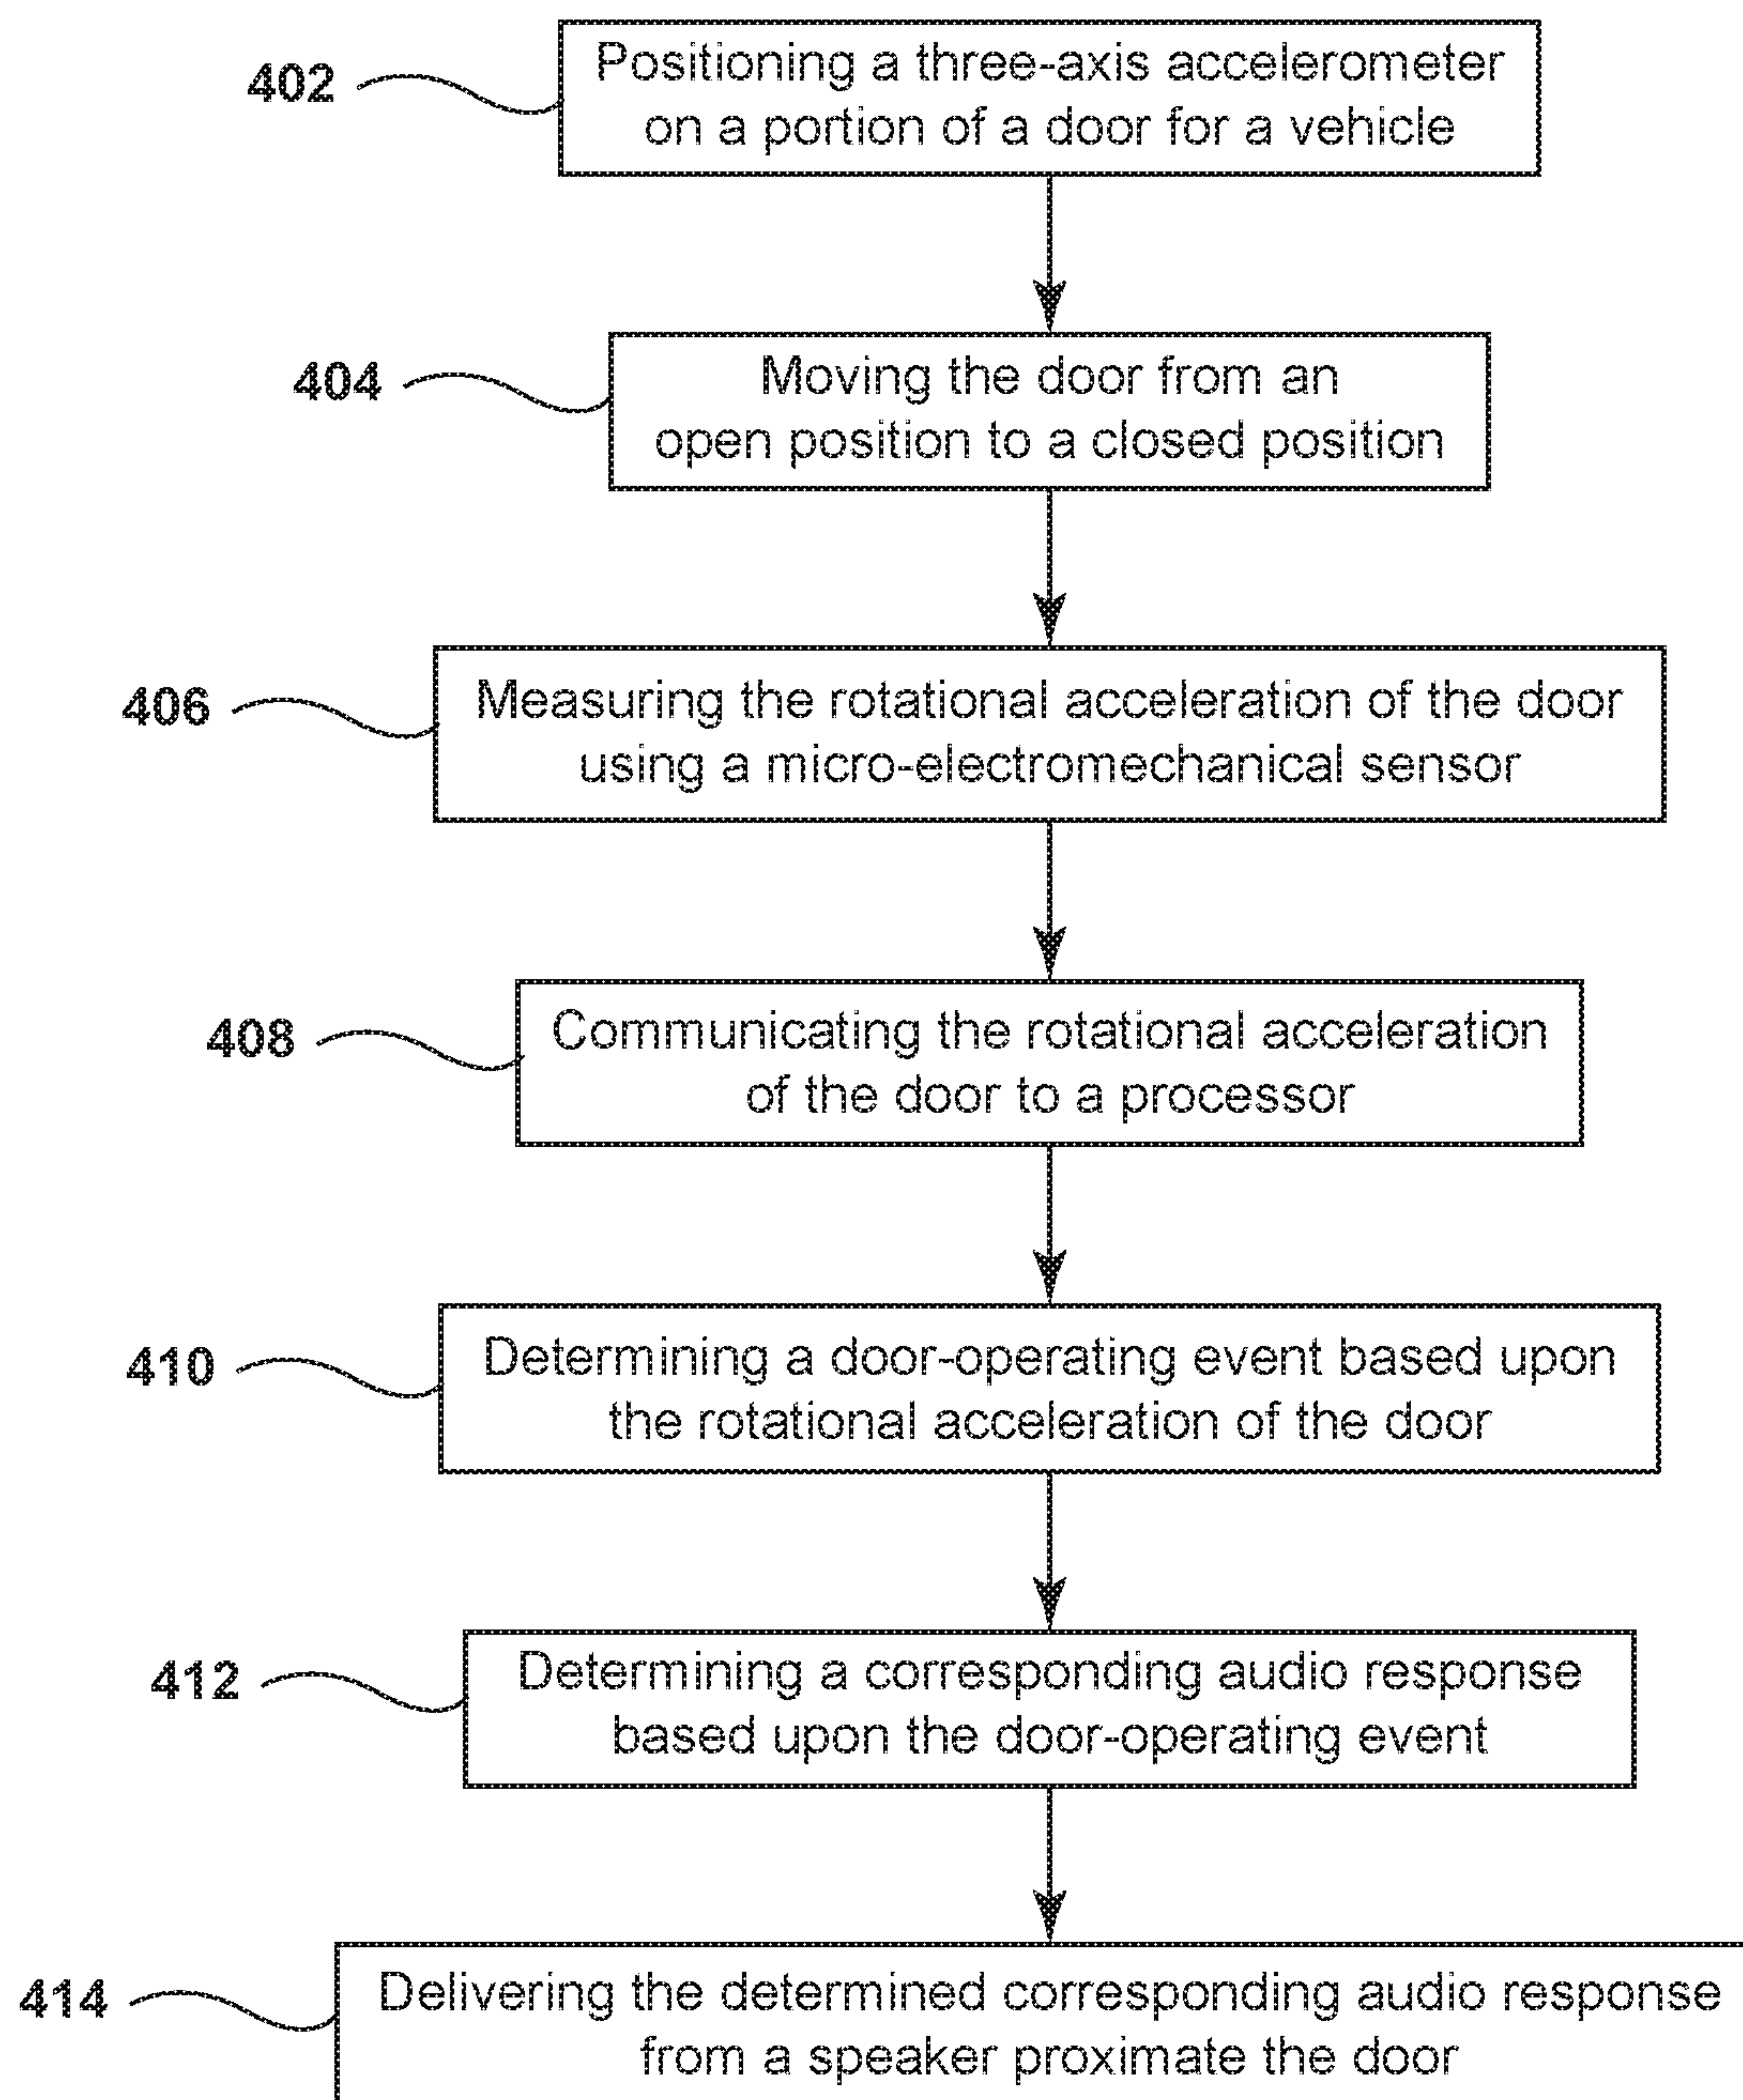 402
Positioning a three-axis accelerometer
on a portion of a door for a vehicle
404
Moving the door from an
open position to a closed position
406
Measuring the rotational acceleration of the door
using a micro-electromechanical sensor
408
Communicating the rotational acceleration
of the door to a processor
410
Determining a door-operating event based upon
the rotational acceleration of the door
412
Determining a corresponding audio response
based upon the door-operating event
414
Delivering the determined corresponding audio response
from a speaker proximate the door